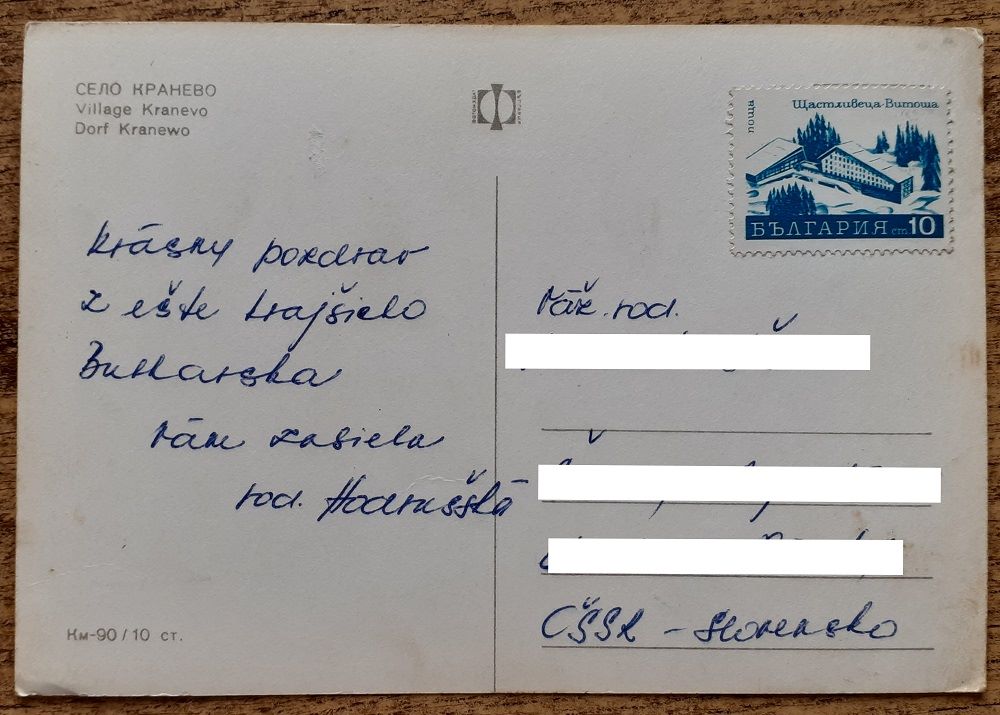 СЕЛО КРАНЕВО
Village Kranevo
Dorf Kranewo
поща
Щастливеца-Витоша
БЪЛГАРИЯ ст 10
Krásny pozdrav
z ešte krajšieho
Bulharska
Vám zasiela
rod. Hodrušská
Váž. rod.
ČSSR – Slovensko
Км-90 / 10 ст.